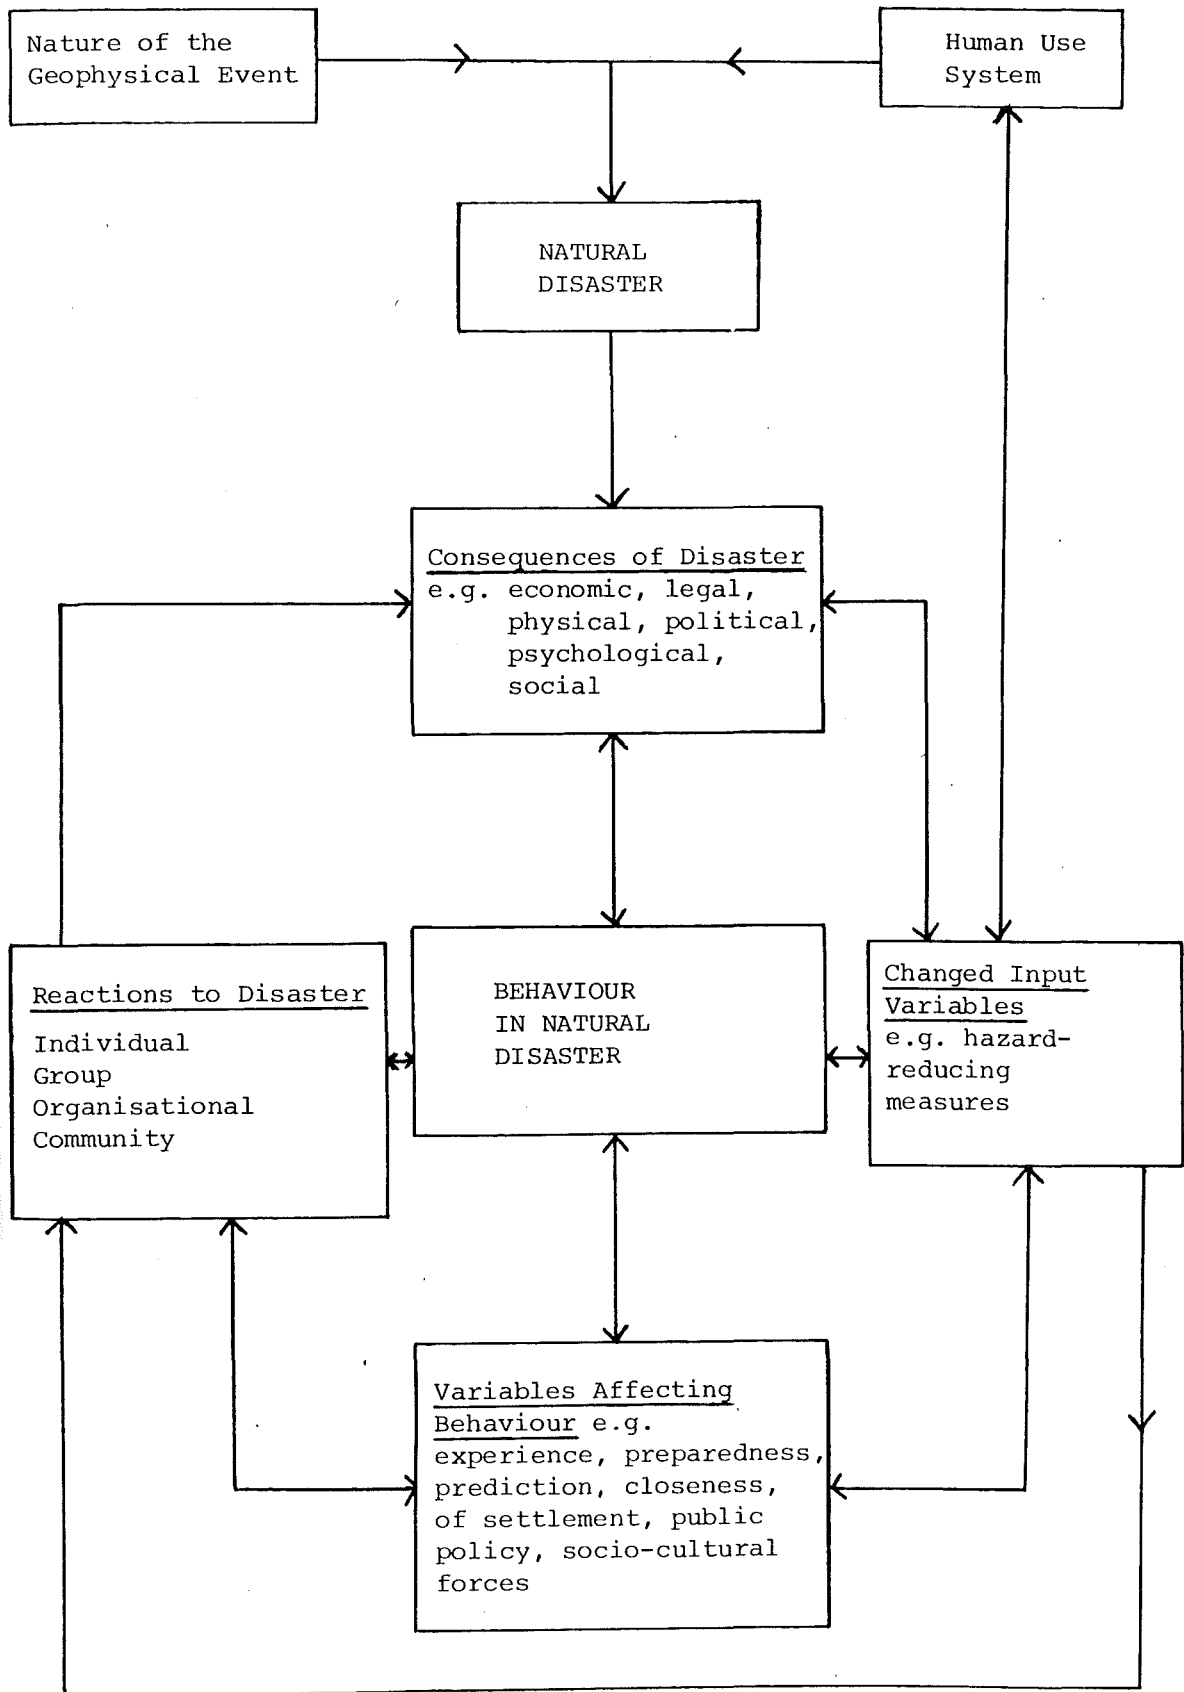 Nature of the
Geophysical Event
Human Use
System
NATURAL
DISASTER
Consequences of Disaster
e.g. economic, legal,
physical, political,
psychological,
social
Reactions to Disaster
Individual
Group
Organisational
Community
BEHAVIOUR
IN NATURAL
DISASTER
Changed Input
Variables
e.g. hazard-
reducing
measures
Variables Affecting
Behaviour e.g.
experience, preparedness,
prediction, closeness,
of settlement, public
policy, socio-cultural
forces